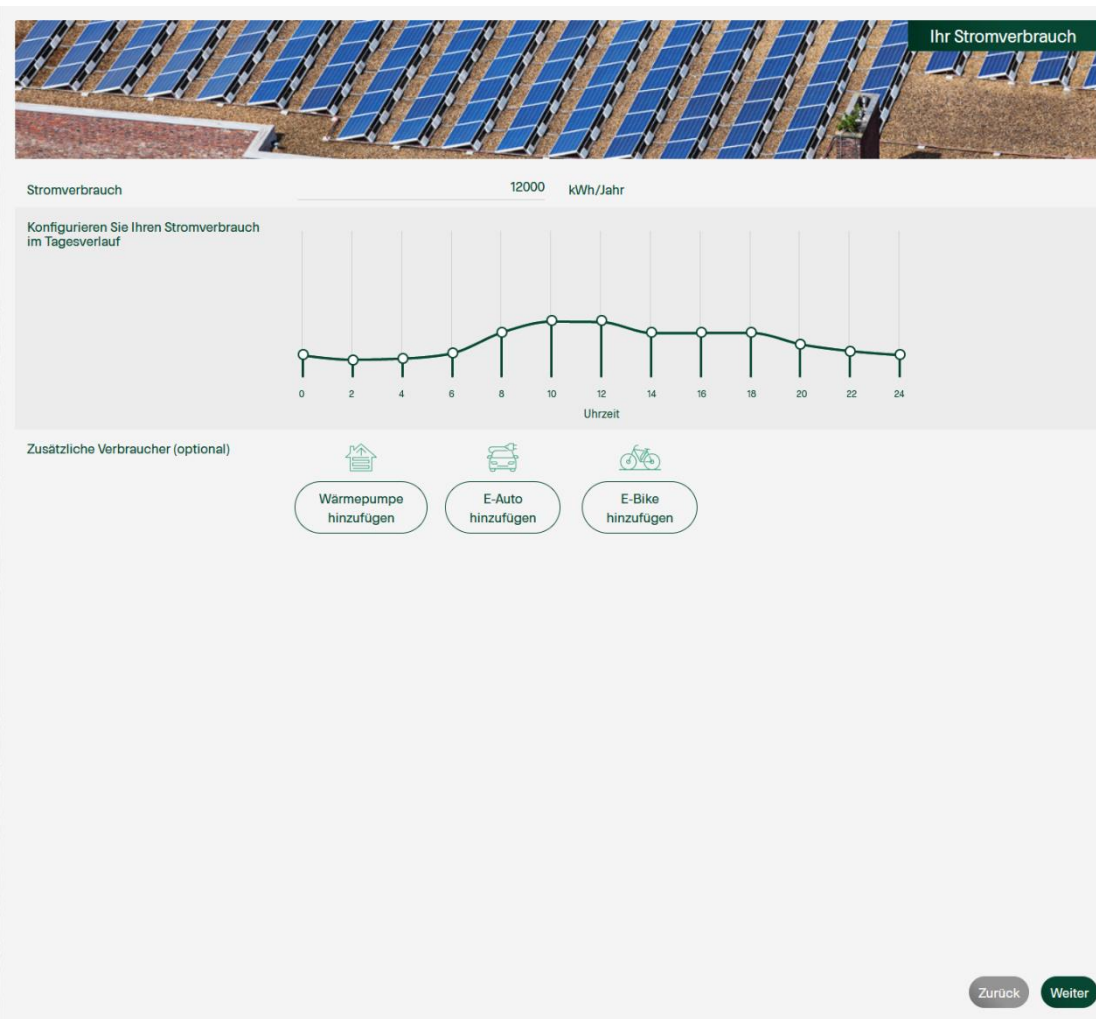 Ihr Stromverbrauch
Stromverbrauch 12000 kWh/Jahr
Konfigurieren Sie Ihren Stromverbrauch
im Tagesverlauf
0 2 4 6 8 10 12 14 16 18 20 22 24
Uhrzeit
Zusätzliche Verbraucher (optional)
Wärmepumpe
hinzufügen
E-Auto
hinzufügen
E-Bike
hinzufügen
Zurück
Weiter